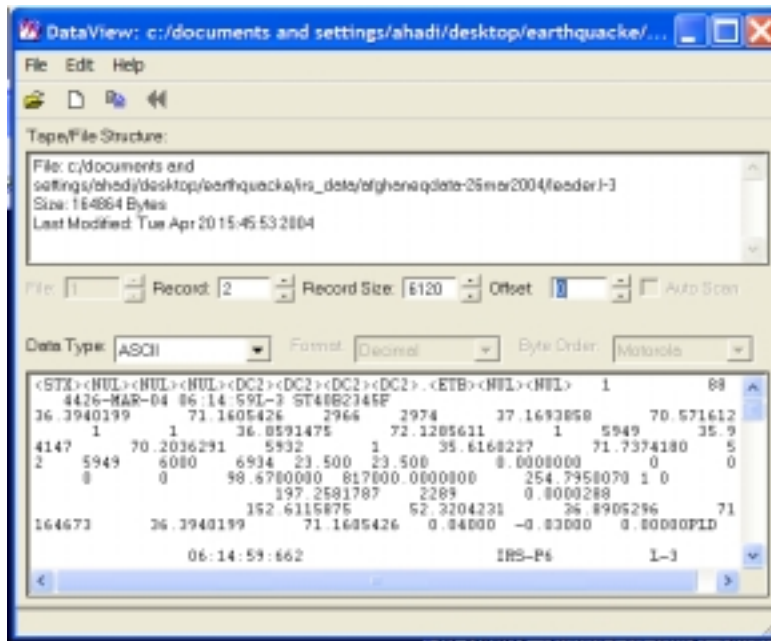 DataView: c:/documents and settings/ahadi/desktop/earthquacke/...
File Edit Help
Tape/File Structure:
File: c:/documents and
settings/ahadi/desktop/earthquacke/irs_data/afghaneqdata-26mar2004/leader.l-3
Size: 164864 Bytes
Last Modified: Tue Apr 20 15:45:53 2004
File: 1 Record: 2 Record Size: 6120 Offset: 0 Auto Scan
Data Type: ASCII Format: Decimal Byte Order: Motorola
<STX><NUL><NUL><NUL><DC2><DC2><DC2><DC2>.<ETB><NUL><NUL> 1 88
4426-MAR-04 06:14:59L-3 ST40B2345F
36.3940199 71.1605426 2966 2974 37.1693858 70.571612
1 1 36.8591475 72.1285611 1 5949 35.9
4147 70.2036291 5932 1 35.6160227 71.7374180 5
2 5949 6000 6934 23.500 23.500 0.0000000 0 0
0 0 98.6700000 817000.0000000 254.7950070 1 0
197.2581787 2289 0.0000288
152.6115875 52.3204231 36.8905296 71
164673 36.3940199 71.1605426 0.04000 -0.03000 0.00000PLD
06:14:59:662 IRS-P6 L-3